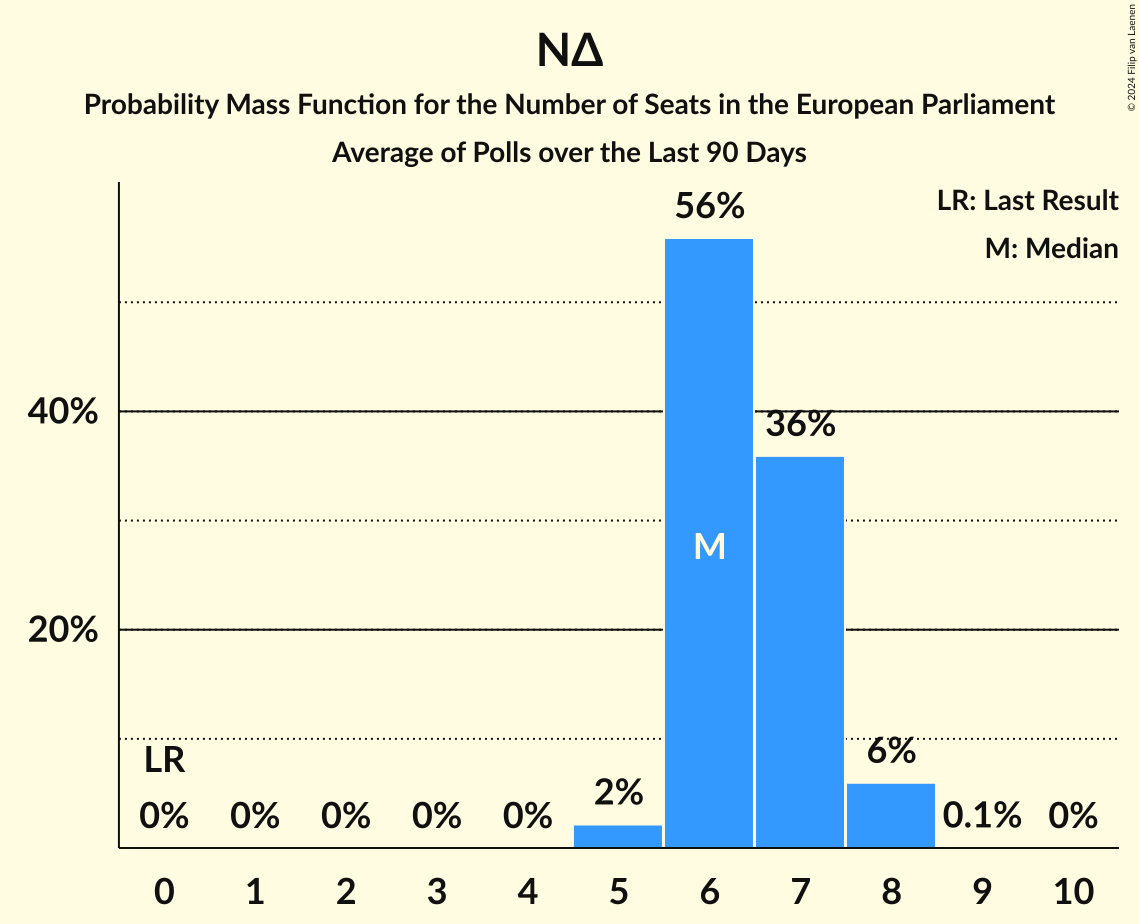 NΔ
Probability Mass Function for the Number of Seats in the European Parliament
Average of Polls over the Last 90 Days
© 2024 Filip van Laenen
LR: Last Result
M: Median
56%
40%
36%
M
20%
LR
6%
2%
0% 0% 0% 0% 0% 0.1% 0%
0 1 2 3 4 5 6 7 8 9 10